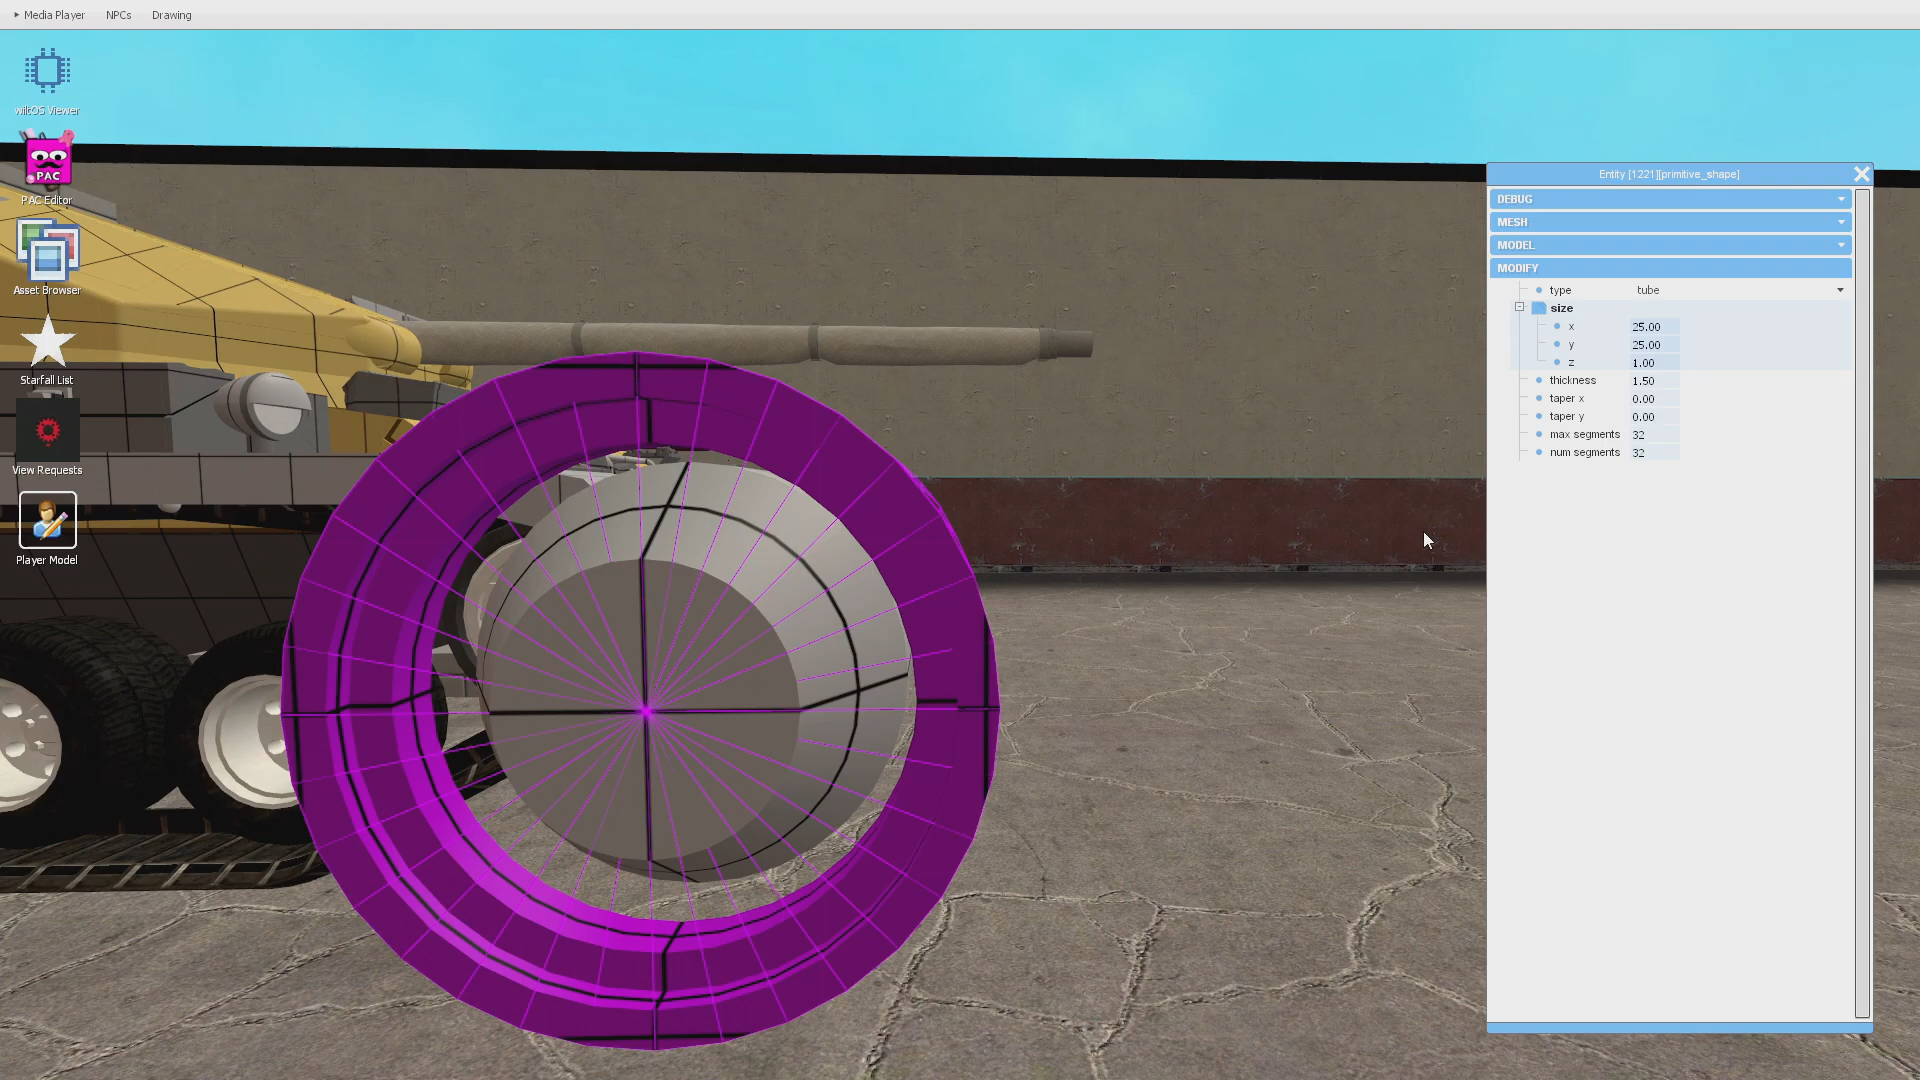 Media Player NPCs Drawing
wiltOS Viewer
PAC
PAC Editor
Asset Browser
Starfall List
View Requests
Player Model
Entity [1221][primitive_shape]
DEBUG
MESH
MODEL
MODIFY
type tube
size
x 25.00
y 25.00
z 1.00
thickness 1.50
taper x 0.00
taper y 0.00
max segments 32
num segments 32